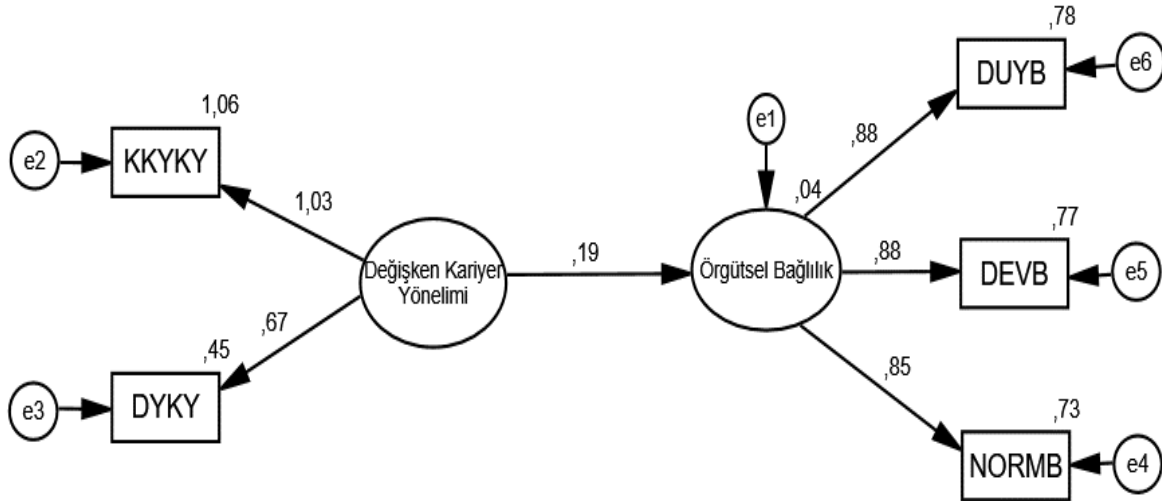 ,78
e6
DUYB
1,06
e1
,88
e2
KKYKY
,04
1,03
,77
Değişken Kariyer
Yönelimi
,19
Örgütsel Bağlılık
,88
DEVB
e5
,67
,45
,85
e3
DYKY
,73
NORMB
e4